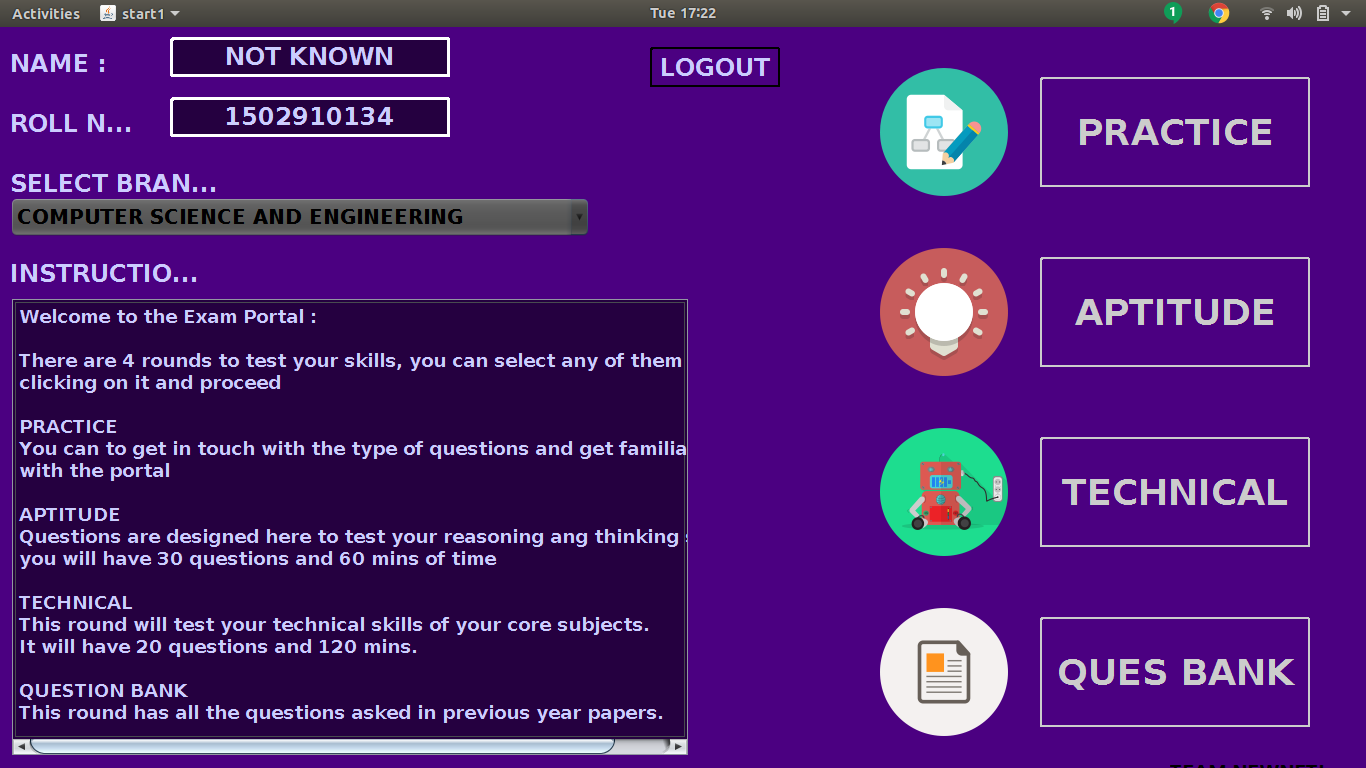 Activities
start1
Tue 17:22
1
NAME :
NOT KNOWN
LOGOUT
ROLL N...
1502910134
SELECT BRAN...
COMPUTER SCIENCE AND ENGINEERING
INSTRUCTIO...
Welcome to the Exam Portal :
There are 4 rounds to test your skills, you can select any of them
clicking on it and proceed
PRACTICE
You can to get in touch with the type of questions and get familia
with the portal
APTITUDE
Questions are designed here to test your reasoning ang thinking
you will have 30 questions and 60 mins of time
TECHNICAL
This round will test your technical skills of your core subjects.
It will have 20 questions and 120 mins.
QUESTION BANK
This round has all the questions asked in previous year papers.
PRACTICE
APTITUDE
TECHNICAL
QUES BANK